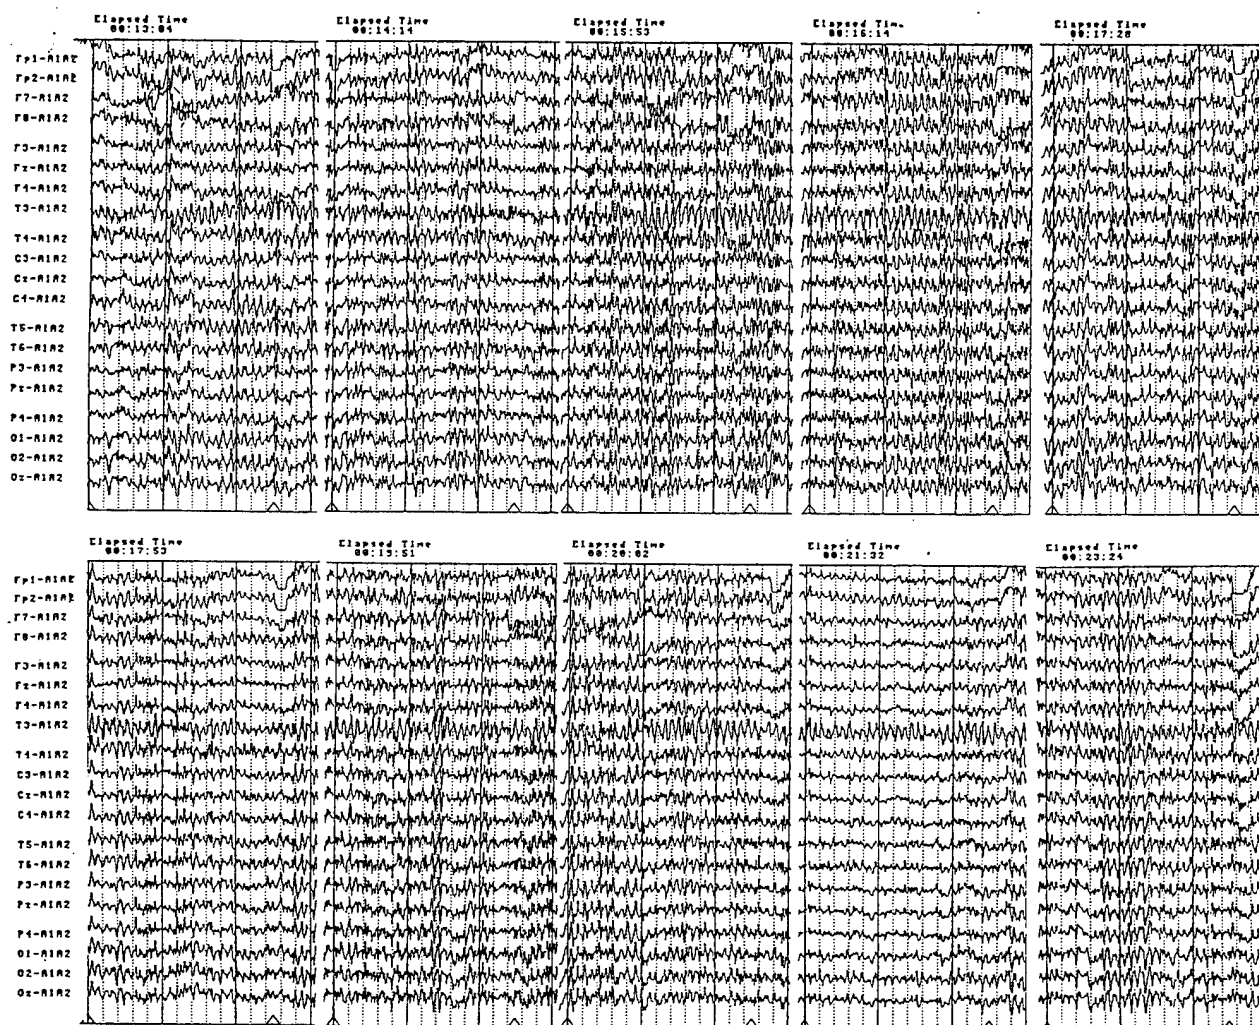 Elapsed Time
00:13:04
Elapsed Time
00:14:14
Elapsed Time
00:15:53
Elapsed Time
00:16:14
Elapsed Time
00:17:28
Fp1-A1A2
Fp2-A1A2
F7-A1A2
F8-A1A2
F3-A1A2
Fz-A1A2
F4-A1A2
T3-A1A2
T4-A1A2
C3-A1A2
Cz-A1A2
C4-A1A2
T5-A1A2
T6-A1A2
P3-A1A2
Pz-A1A2
P4-A1A2
O1-A1A2
O2-A1A2
Oz-A1A2
Elapsed Time
00:17:53
Elapsed Time
00:19:51
Elapsed Time
00:20:02
Elapsed Time
00:21:32
Elapsed Time
00:23:24
Fp1-A1A2
Fp2-A1A2
F7-A1A2
F8-A1A2
F3-A1A2
Fz-A1A2
F4-A1A2
T3-A1A2
T4-A1A2
C3-A1A2
Cz-A1A2
C4-A1A2
T5-A1A2
T6-A1A2
P3-A1A2
Pz-A1A2
P4-A1A2
O1-A1A2
O2-A1A2
Oz-A1A2